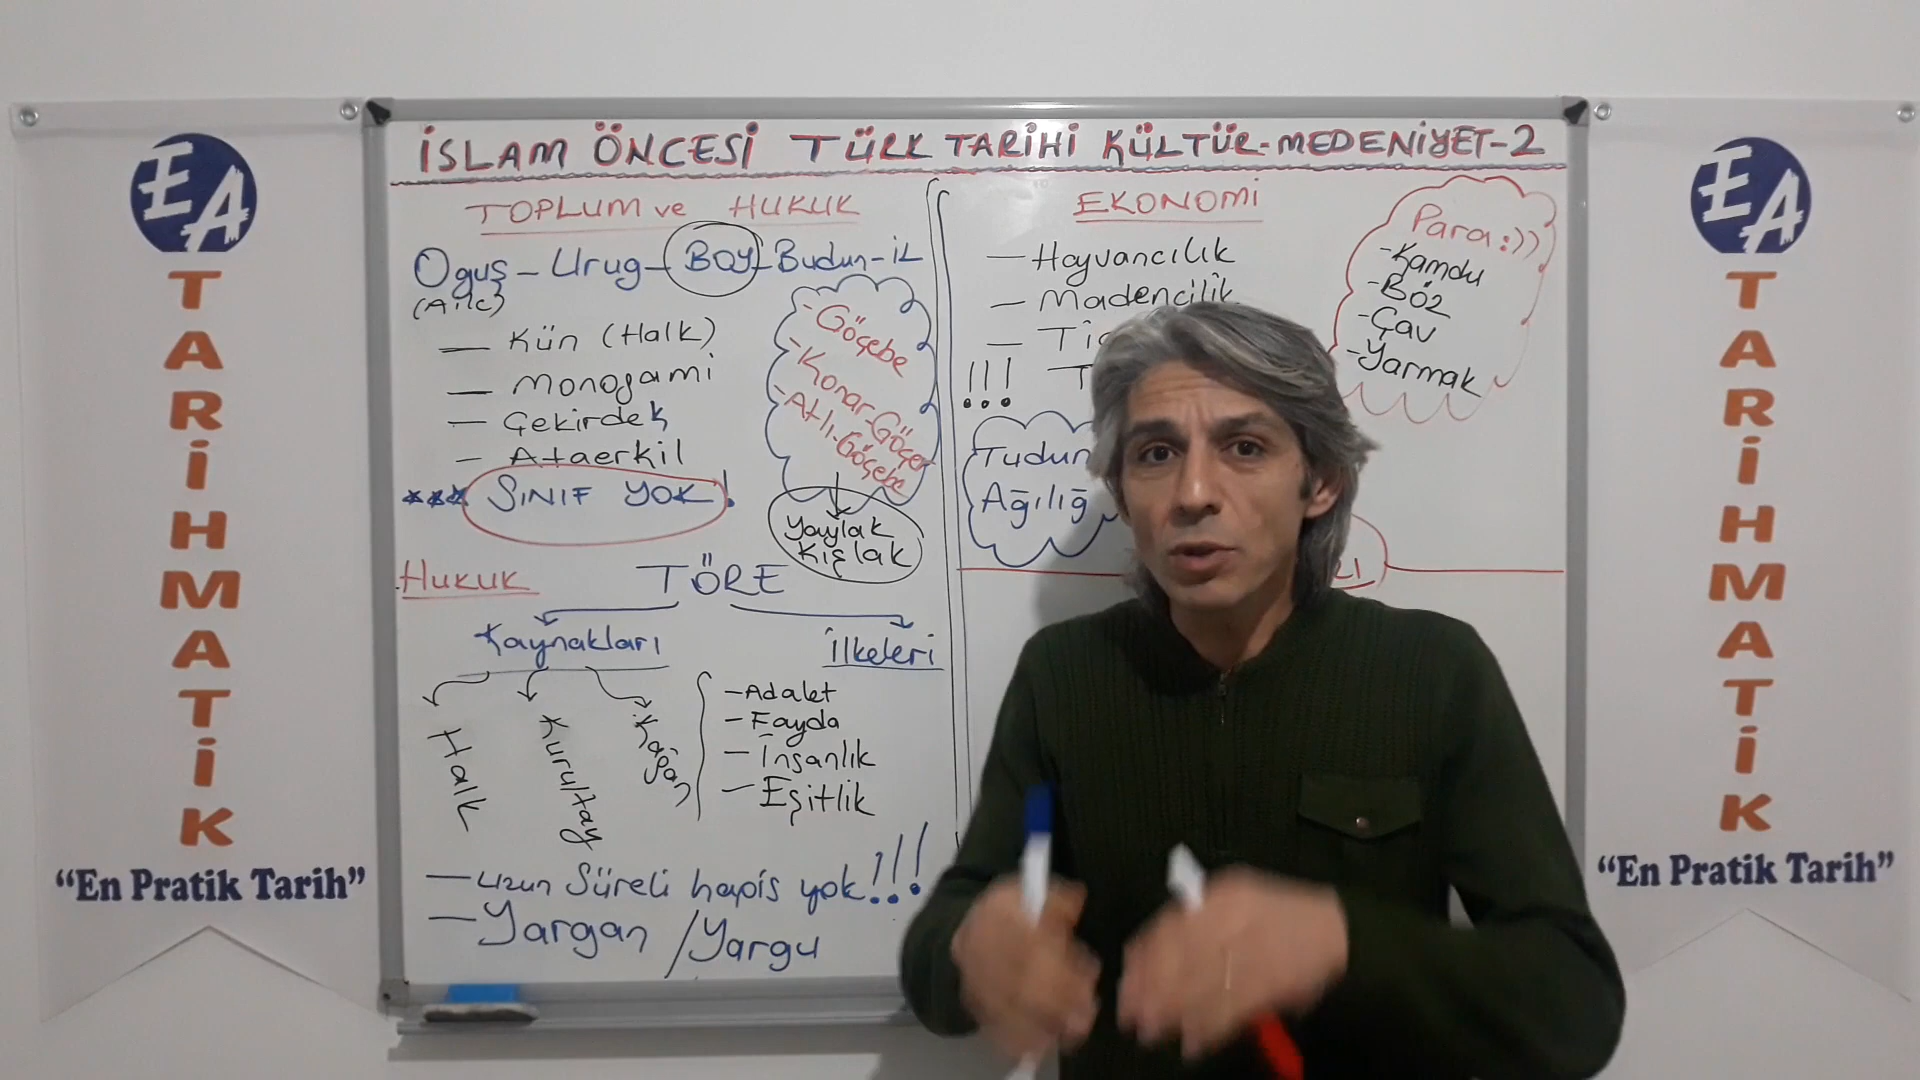 İSLAM ÖNCESİ TÜRK TARİHİ KÜLTÜR-MEDENİYET-2
EA
TARİHMATİK
“En Pratik Tarih”
TOPLUM ve HUKUK
Oguş-Urug-BOY-Budun-İL
(Aile)
— Kün (Halk)
— Monogami
— Çekirdek
— Ataerkil
*** SINIF YOK!
-Göçebe
-Konar-Göçer
-Atlı-Göçebe
Yaylak
Kışlak
HUKUK TÖRE
Kaynakları
Halk
Kurultay
Kağan
İlkeleri
-Adalet
-Fayda
-İnsanlık
-Eşitlik
— uzun Süreli hapis yok!!!
— Yargan / Yargu
EKONOMİ
— Hayvancılık
— Madencilik
!!!
Tudun
Ağılığ
Para:))
-Kamdu
-Böz
-Çav
-Yarmak
EA
TARİHMATİK
“En Pratik Tarih”